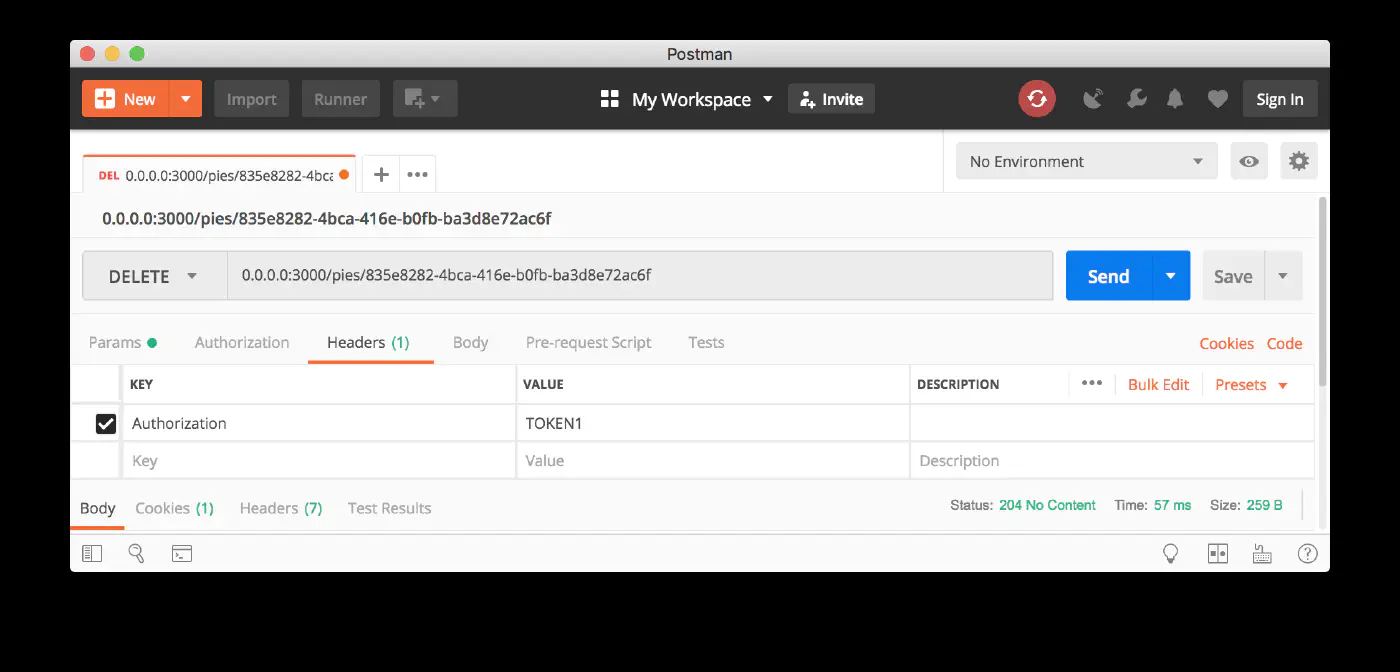 Postman
New Import Runner My Workspace Invite Sign In
DEL 0.0.0.0:3000/pies/835e8282-4bca No Environment
0.0.0.0:3000/pies/835e8282-4bca-416e-b0fb-ba3d8e72ac6f
DELETE 0.0.0.0:3000/pies/835e8282-4bca-416e-b0fb-ba3d8e72ac6f Send Save
Params Authorization Headers (1) Body Pre-request Script Tests Cookies Code
KEY VALUE DESCRIPTION Bulk Edit Presets
Authorization TOKEN1
Key Value Description
Body Cookies (1) Headers (7) Test Results Status: 204 No Content Time: 57 ms Size: 259 B